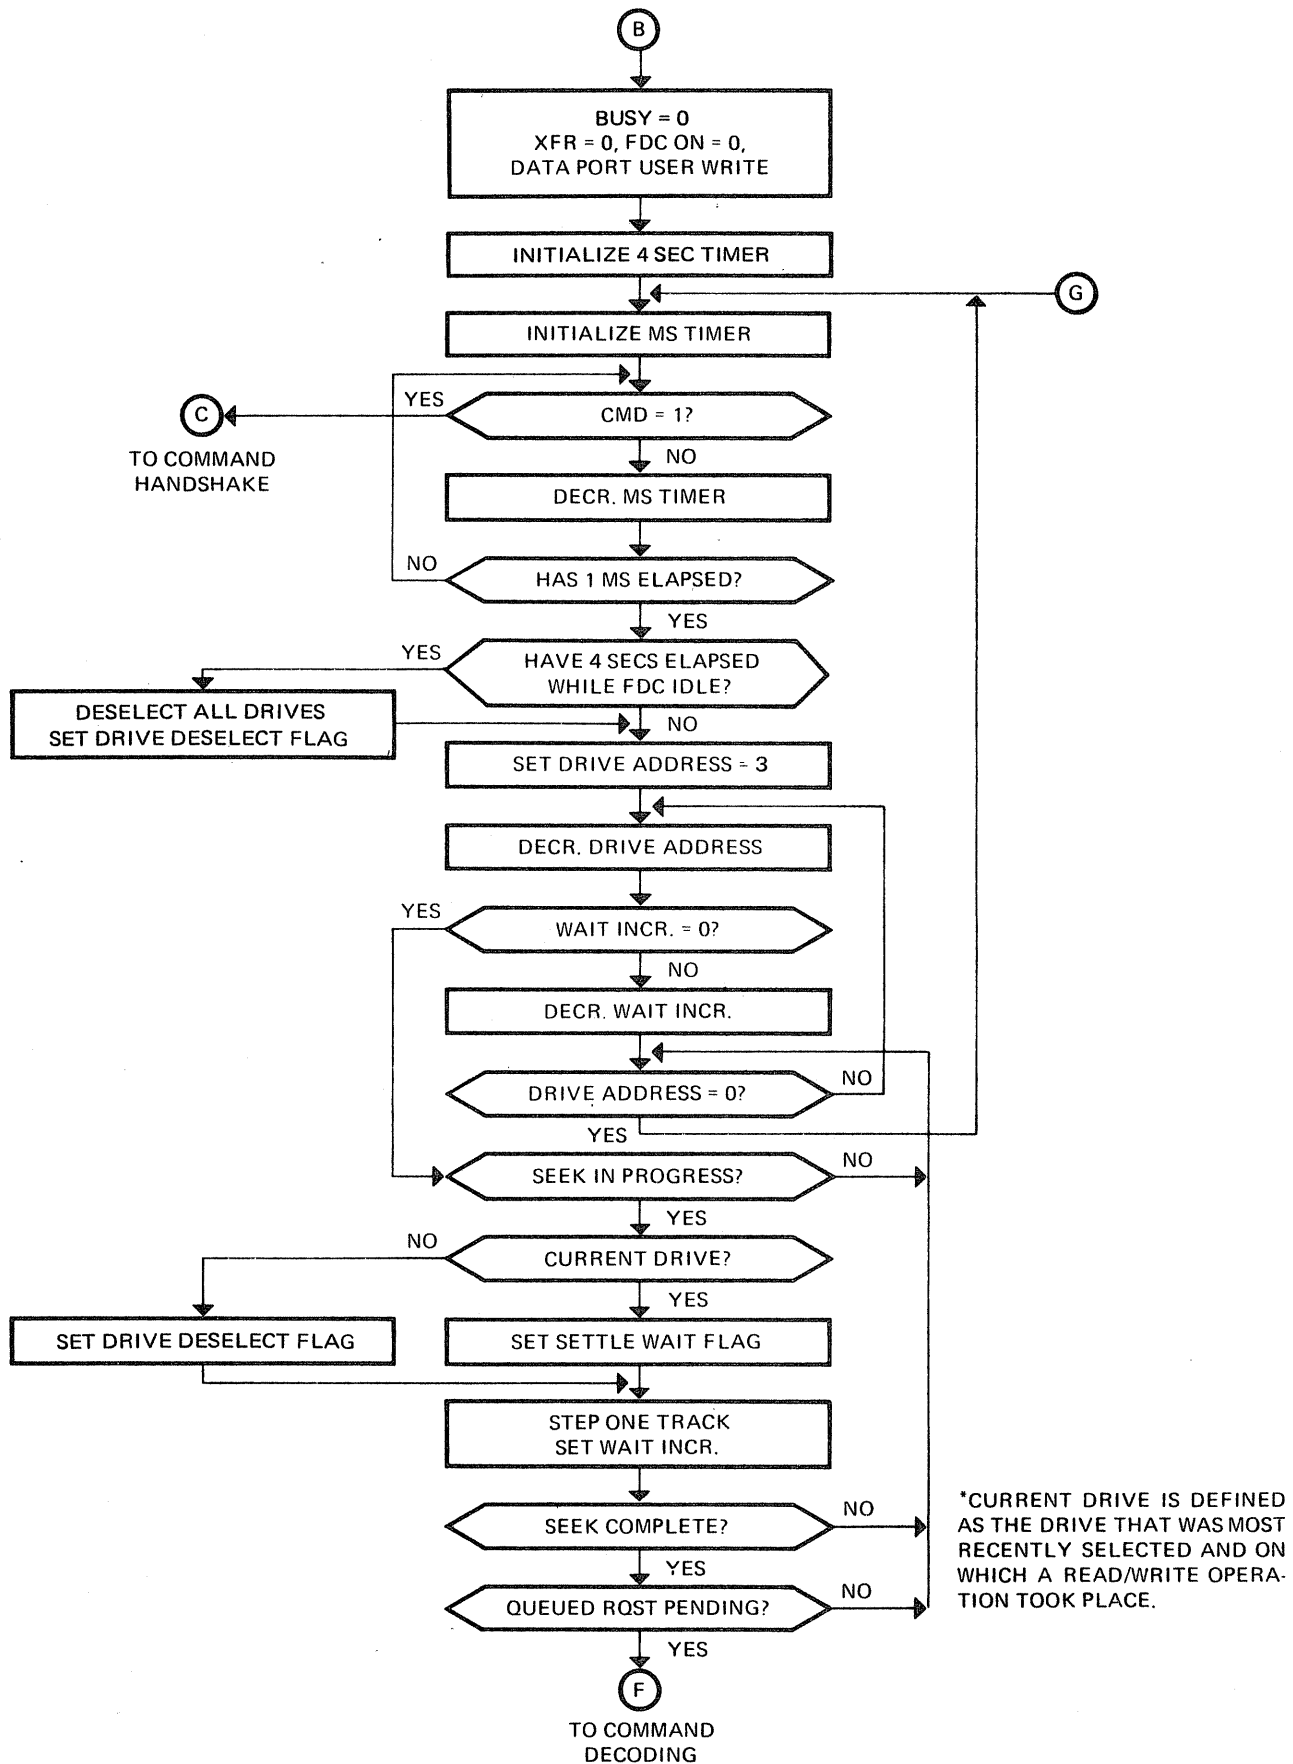 B
BUSY = 0
XFR = 0, FDC ON = 0,
DATA PORT USER WRITE
INITIALIZE 4 SEC TIMER
G
INITIALIZE MS TIMER
YES
C
CMD = 1?
TO COMMAND
HANDSHAKE
NO
DECR. MS TIMER
NO
HAS 1 MS ELAPSED?
YES
YES
HAVE 4 SECS ELAPSED
WHILE FDC IDLE?
DESELECT ALL DRIVES
SET DRIVE DESELECT FLAG
NO
SET DRIVE ADDRESS = 3
DECR. DRIVE ADDRESS
YES
WAIT INCR. = 0?
NO
DECR. WAIT INCR.
DRIVE ADDRESS = 0?
NO
YES
SEEK IN PROGRESS?
NO
YES
NO
CURRENT DRIVE?
YES
SET DRIVE DESELECT FLAG
SET SETTLE WAIT FLAG
STEP ONE TRACK
SET WAIT INCR.
SEEK COMPLETE?
NO
YES
QUEUED RQST PENDING?
NO
YES
F
TO COMMAND
DECODING
*CURRENT DRIVE IS DEFINED
AS THE DRIVE THAT WAS MOST
RECENTLY SELECTED AND ON
WHICH A READ/WRITE OPERA-
TION TOOK PLACE.